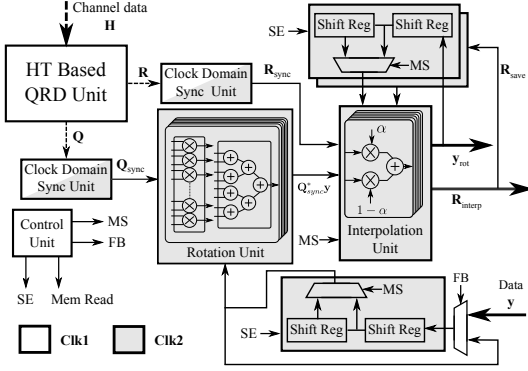 Channel data
H
SE
Shift Reg
Shift Reg
MS
HT Based
QRD Unit
R
Clock Domain
Sync Unit
R_sync
R_save
Q
Clock Domain
Sync Unit
Q_sync
Q*_sync y
α
1 − α
y_rot
R_interp
Rotation Unit
MS
Interpolation
Unit
Control
Unit
MS
FB
SE
Mem Read
MS
FB
Data
y
SE
Shift Reg
Shift Reg
Clk1
Clk2